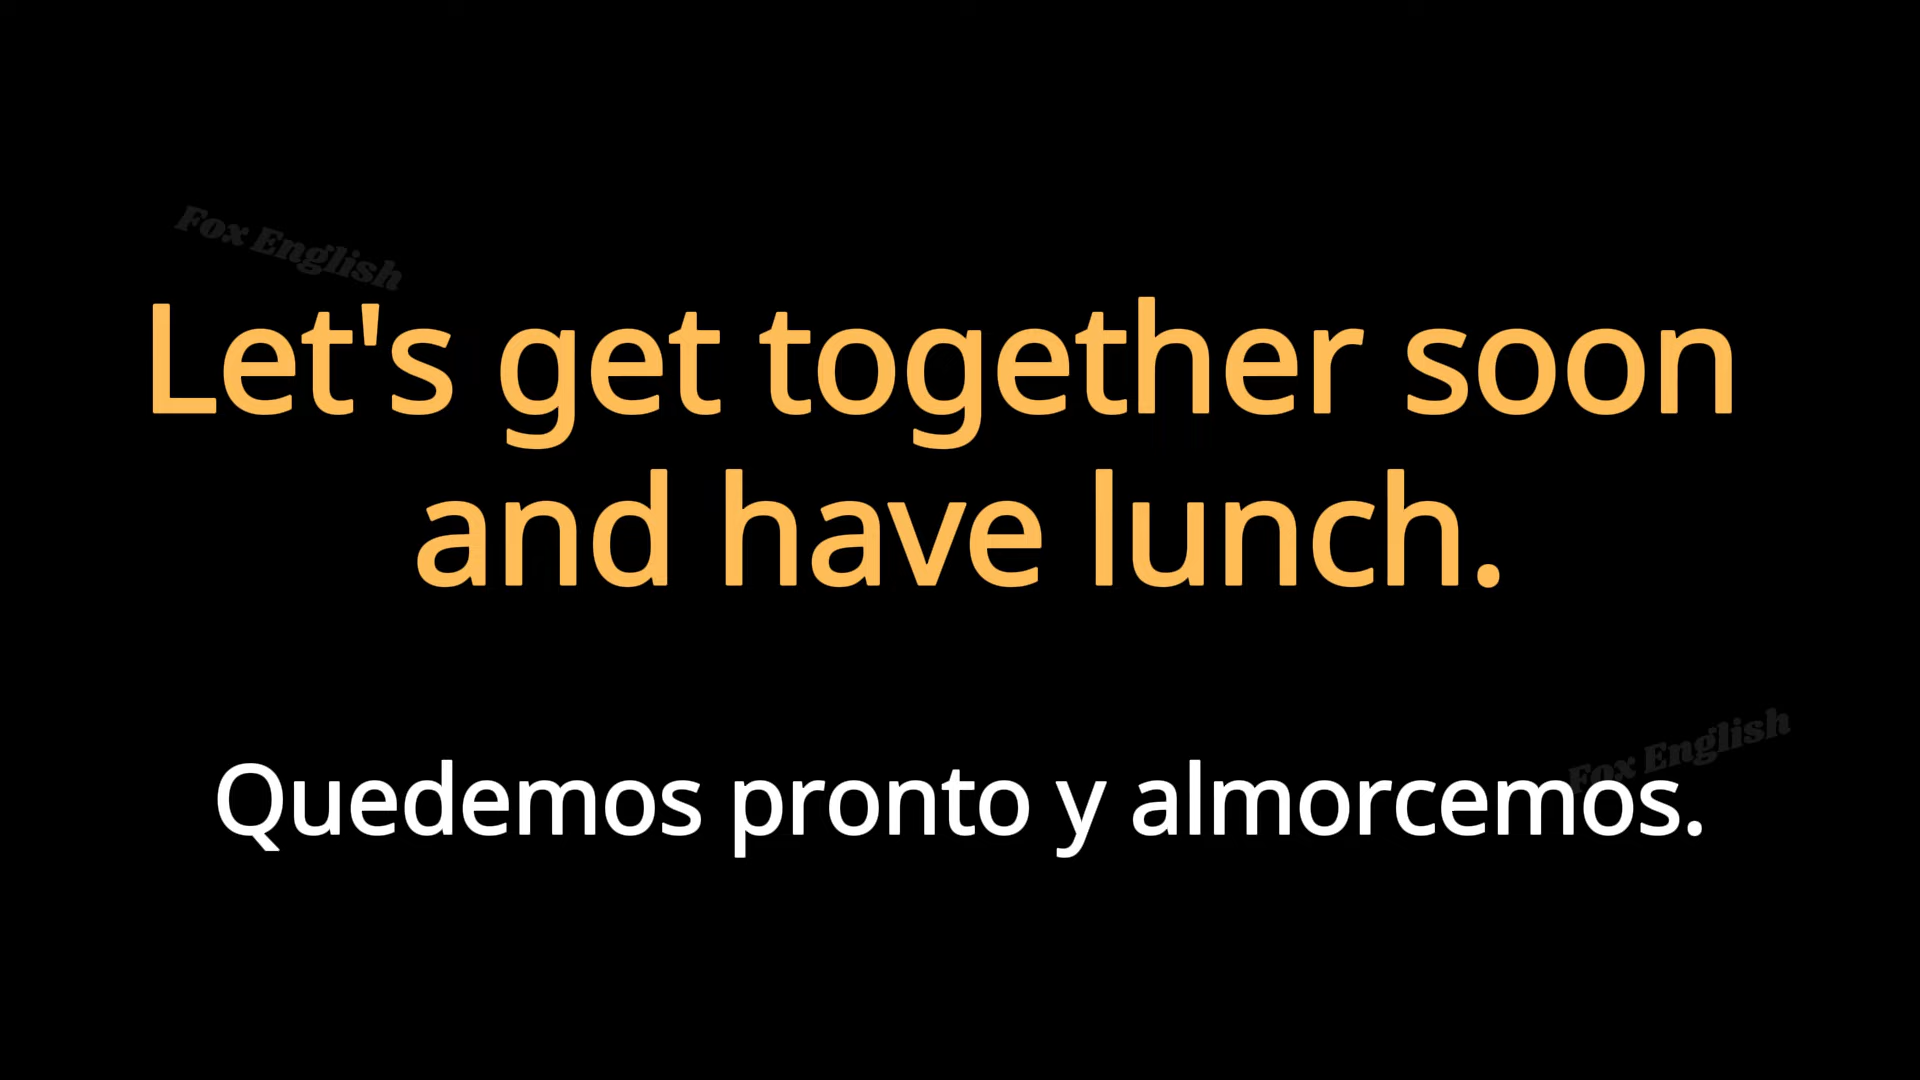 Fox English
Let's get together soon
and have lunch.
Fox English
Quedemos pronto y almorcemos.